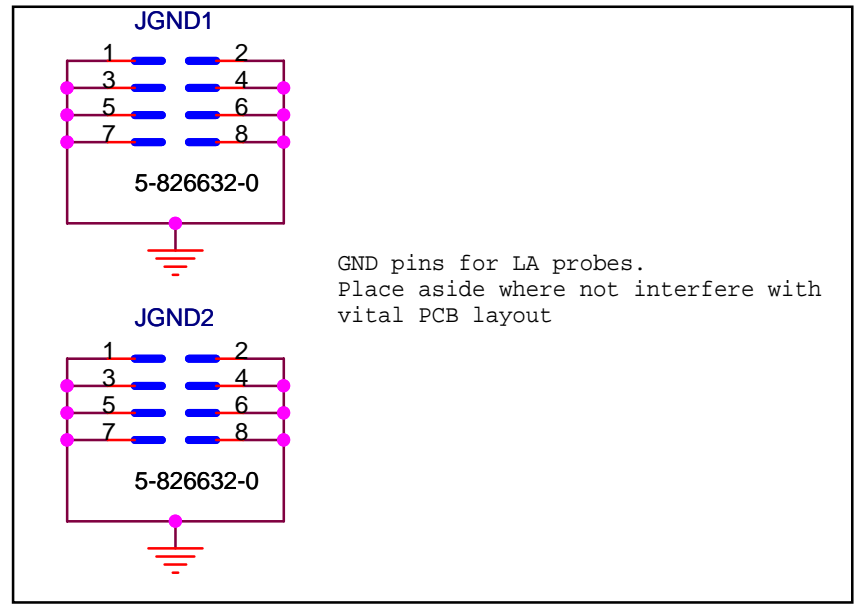 JGND1
1 2
3 4
5 6
7 8
5-826632-0
GND pins for LA probes.
Place aside where not interfere with
vital PCB layout
JGND2
1 2
3 4
5 6
7 8
5-826632-0